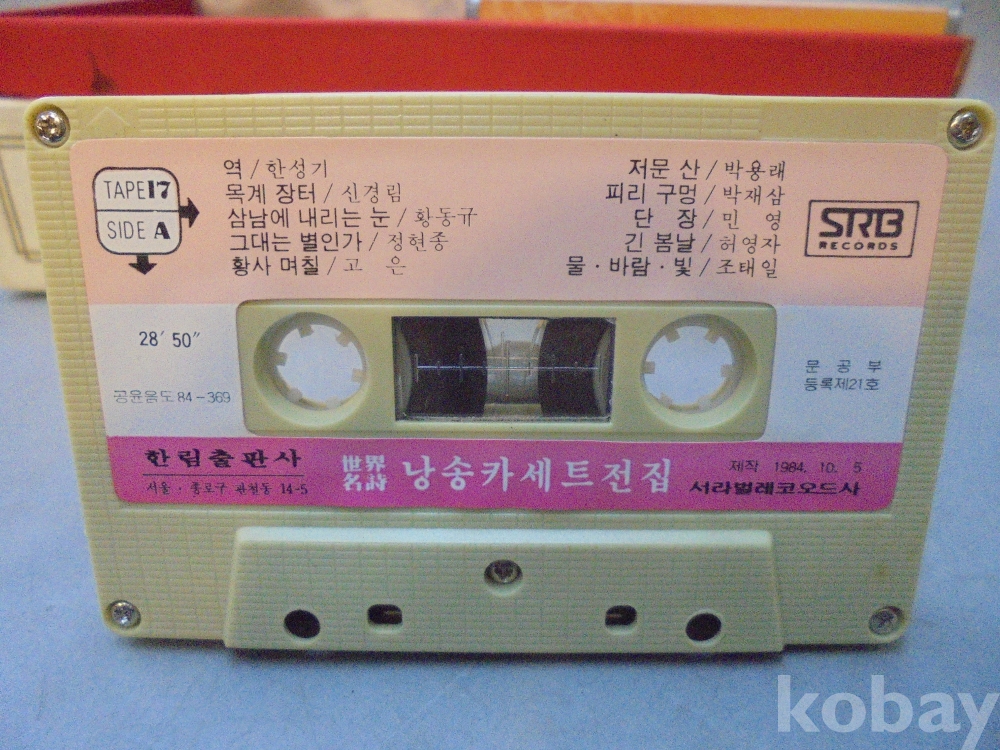 TAPE 17
SIDE A
역 / 한성기
목계 장터 / 신경림
삼남에 내리는 눈 / 황동규
그대는 별인가 / 정현종
황사 며칠 / 고 은
저문 산 / 박용래
피리 구멍 / 박재삼
단 장 / 민 영
긴 봄날 / 허영자
물 · 바람 · 빛 / 조태일
SRB
RECORDS
28′ 50″
공윤음도 84-369
문 공 부
등록제21호
한림출판사
서울 · 종로구 관철동 14-5
世界
名詩
낭송카세트전집
제작 1984. 10. 5
서라벌레코오드사
kobay